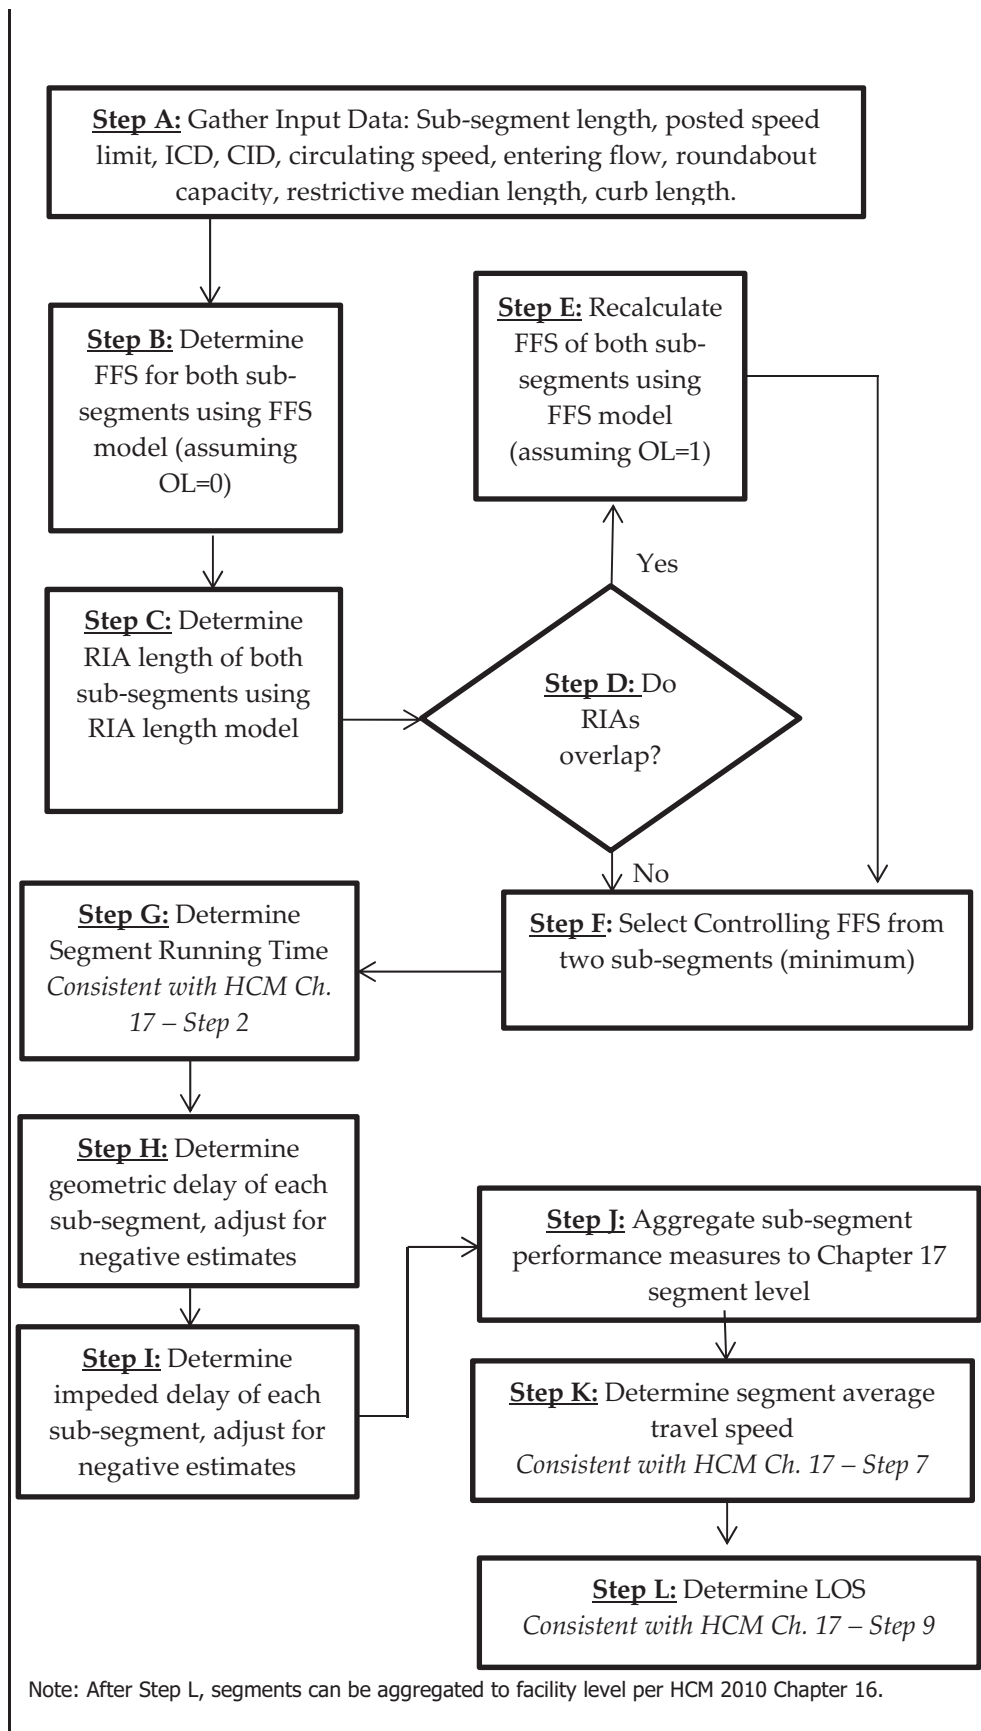 Step A: Gather Input Data: Sub-segment length, posted speed
limit, ICD, CID, circulating speed, entering flow, roundabout
capacity, restrictive median length, curb length.
Step B: Determine
FFS for both sub-
segments using FFS
model (assuming
OL=0)
Step C: Determine
RIA length of both
sub-segments using
RIA length model
Step D: Do
RIAs
overlap?
Yes
Step E: Recalculate
FFS of both sub-
segments using
FFS model
(assuming OL=1)
No
Step F: Select Controlling FFS from
two sub-segments (minimum)
Step G: Determine
Segment Running Time
Consistent with HCM Ch.
17 – Step 2
Step H: Determine
geometric delay of each
sub-segment, adjust for
negative estimates
Step I: Determine
impeded delay of each
sub-segment, adjust for
negative estimates
Step J: Aggregate sub-segment
performance measures to Chapter 17
segment level
Step K: Determine segment average
travel speed
Consistent with HCM Ch. 17 – Step 7
Step L: Determine LOS
Consistent with HCM Ch. 17 – Step 9
Note: After Step L, segments can be aggregated to facility level per HCM 2010 Chapter 16.